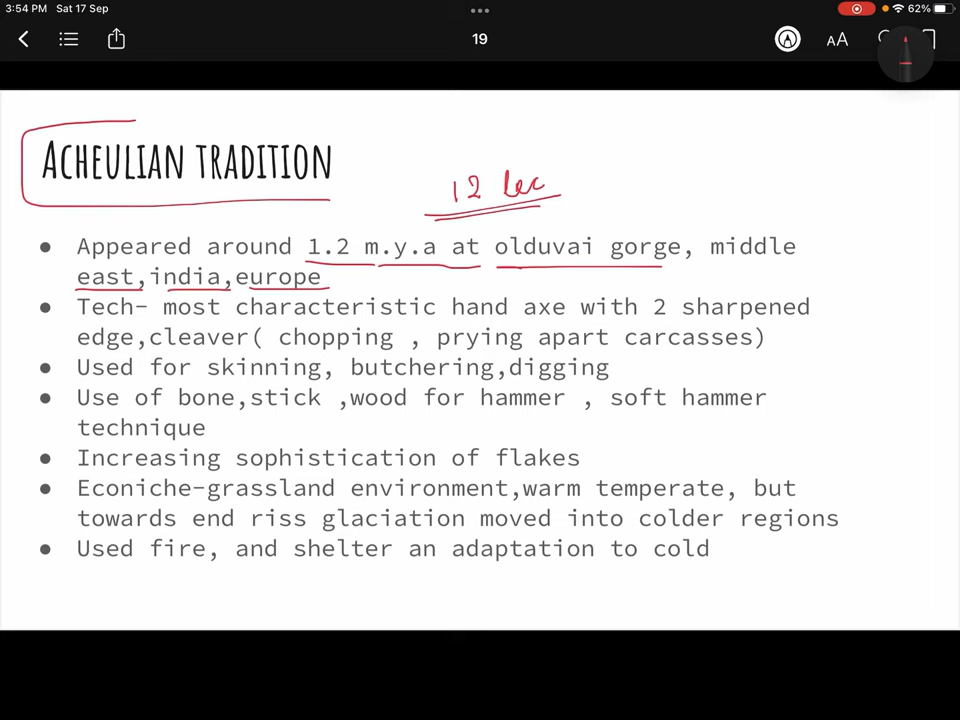 3:54 PM Sat 17 Sep
62%
19
AA
ACHEULIAN TRADITION
12 lac
● Appeared around 1.2 m.y.a at olduvai gorge, middle
east,india,europe
● Tech- most characteristic hand axe with 2 sharpened
edge,cleaver( chopping , prying apart carcasses)
● Used for skinning, butchering,digging
● Use of bone,stick ,wood for hammer , soft hammer
technique
● Increasing sophistication of flakes
● Econiche-grassland environment,warm temperate, but
towards end riss glaciation moved into colder regions
● Used fire, and shelter an adaptation to cold